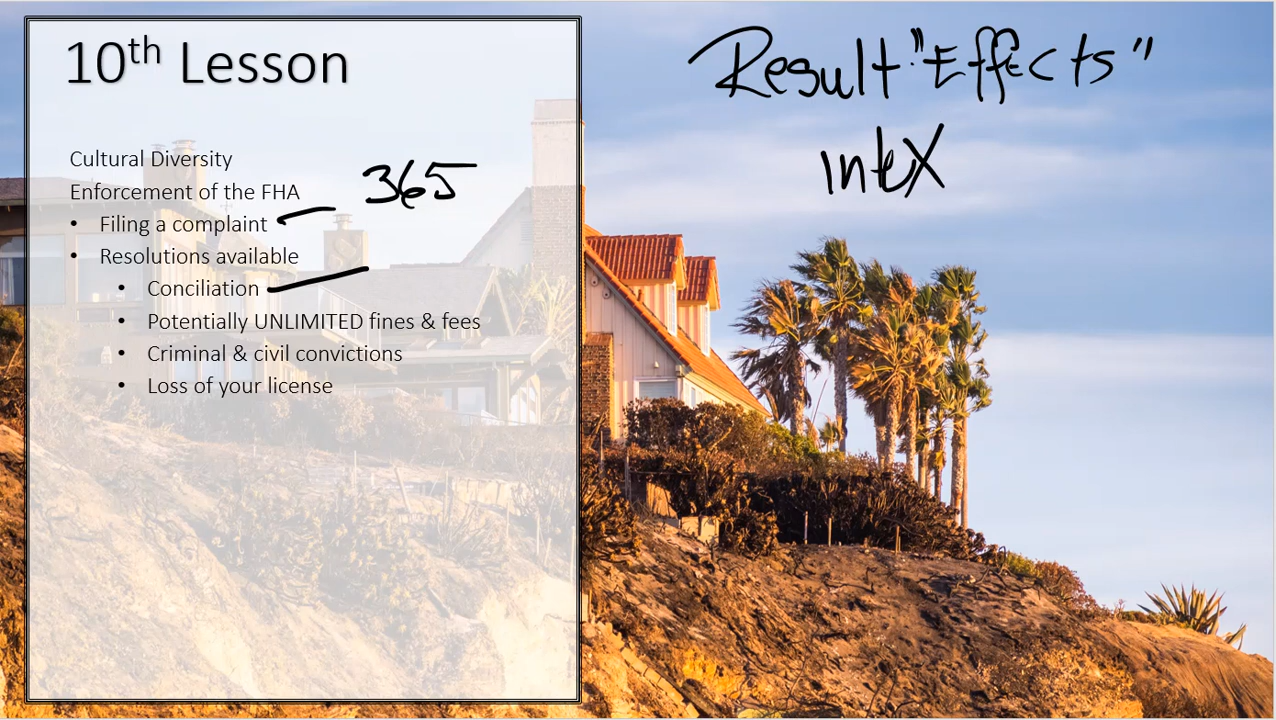 10th Lesson
Cultural Diversity
Enforcement of the FHA
• Filing a complaint
365
• Resolutions available
• Conciliation
• Potentially UNLIMITED fines & fees
• Criminal & civil convictions
• Loss of your license
Result "Effects"